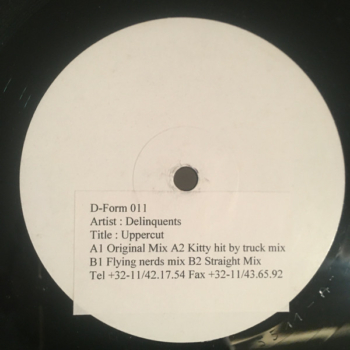 D-Form 011
Artist : Delinquents
Title : Uppercut
A1 Original Mix A2 Kitty hit by truck mix
B1 Flying nerds mix B2 Straight Mix
Tel +32-11/42.17.54 Fax +32-11/43.65.92